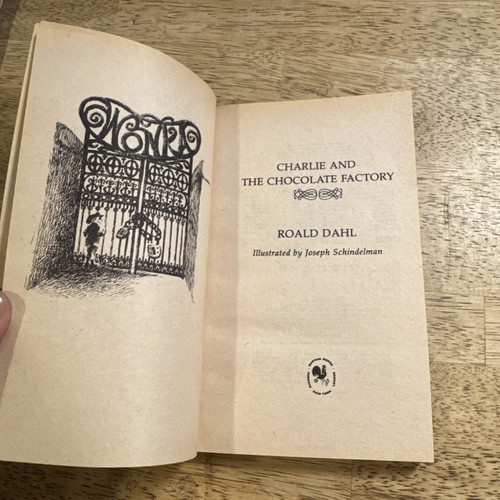 WONKA
CHARLIE AND
THE CHOCOLATE FACTORY
ROALD DAHL
Illustrated by Joseph Schindelman